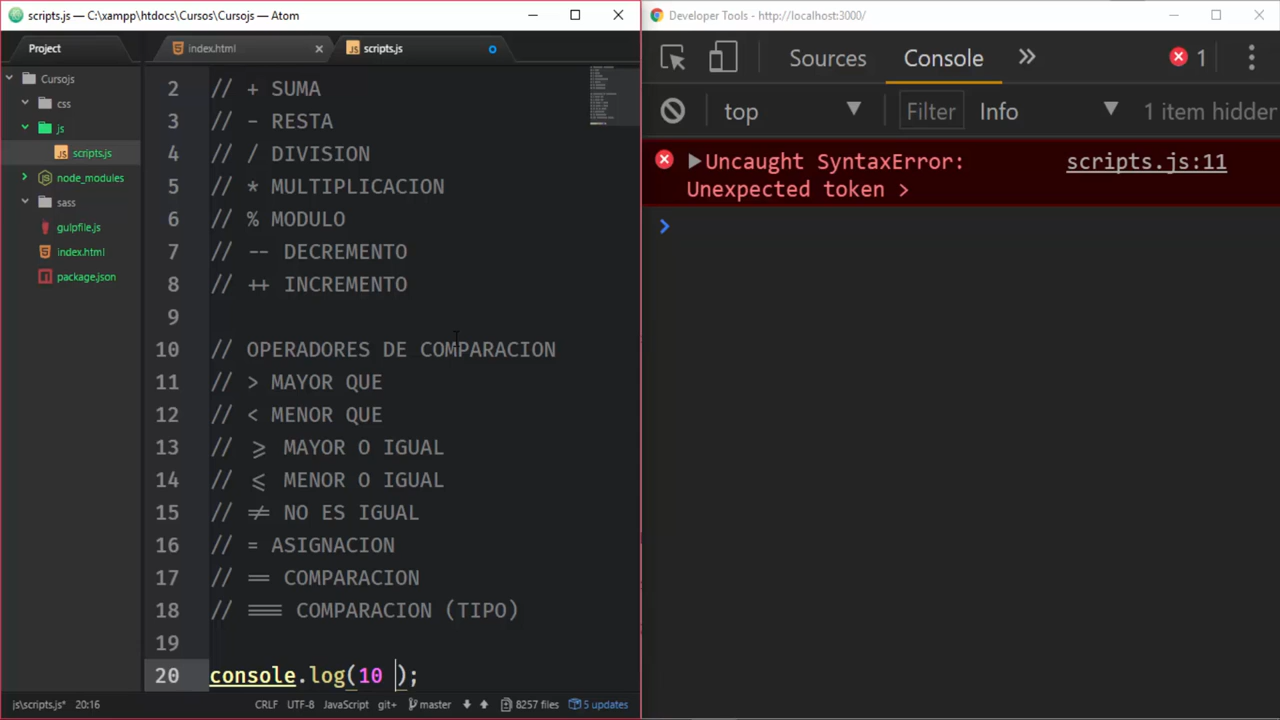 scripts.js — C:\xampp\htdocs\Cursos\Cursojs — Atom
Project
index.html
scripts.js
Cursojs
css
js
scripts.js
node_modules
sass
gulpfile.js
index.html
package.json
2 // + SUMA
3 // - RESTA
4 // / DIVISION
5 // * MULTIPLICACION
6 // % MODULO
7 // -- DECREMENTO
8 // ++ INCREMENTO
9
10 // OPERADORES DE COMPARACION
11 // > MAYOR QUE
12 // < MENOR QUE
13 // >= MAYOR O IGUAL
14 // <= MENOR O IGUAL
15 // != NO ES IGUAL
16 // = ASIGNACION
17 // == COMPARACION
18 // === COMPARACION (TIPO)
19
20 console.log(10 );
js\scripts.js* 20:16 CRLF UTF-8 JavaScript git+ master 8257 files 5 updates
Developer Tools - http://localhost:3000/
Sources Console » 1
top Filter Info 1 item hidden
Uncaught SyntaxError: scripts.js:11
Unexpected token >